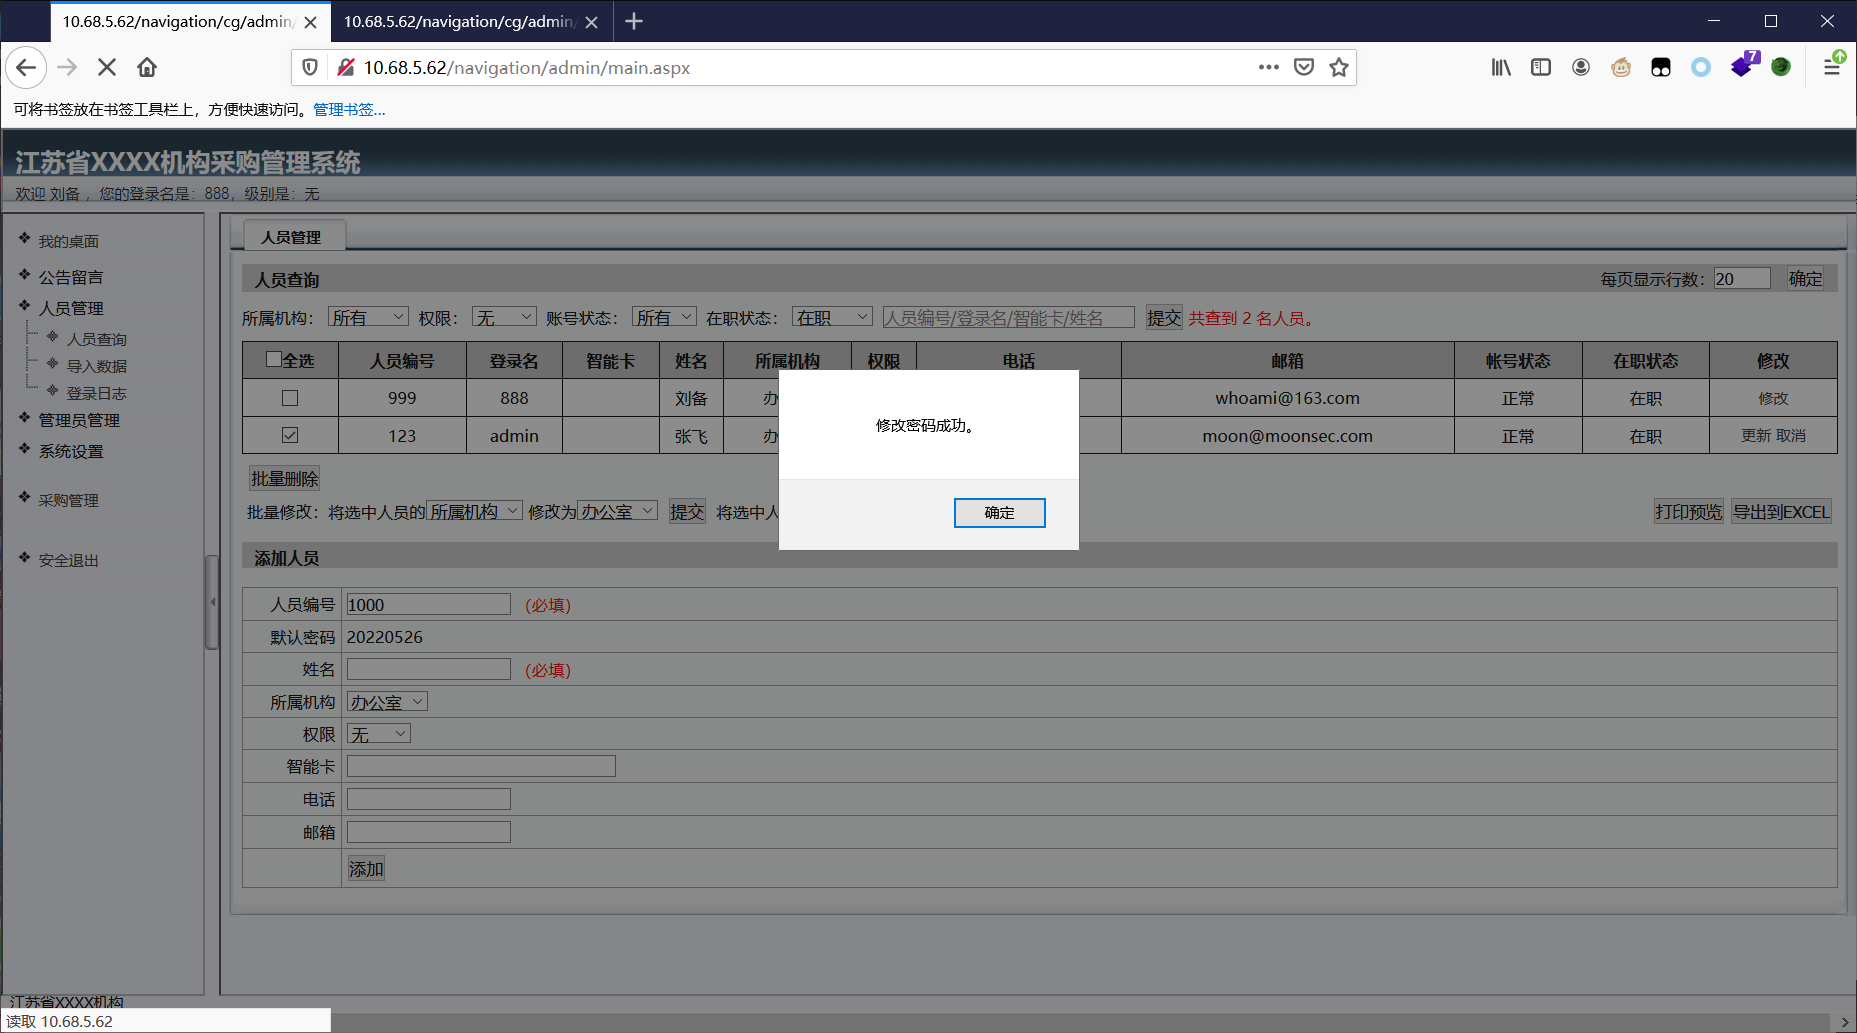 10.68.5.62/navigation/cg/admin/
10.68.5.62/navigation/cg/admin/
10.68.5.62/navigation/admin/main.aspx
7
可将书签放在书签工具栏上，方便快速访问。管理书签...
江苏省XXXX机构采购管理系统
欢迎 刘备 ，您的登录名是：888，级别是：无
我的桌面
公告留言
人员管理
人员查询
导入数据
登录日志
管理员管理
系统设置
采购管理
安全退出
人员管理
人员查询 每页显示行数：20 确定
所属机构： 所有 权限： 无 账号状态： 所有 在职状态： 在职 人员编号/登录名/智能卡/姓名 提交 共查到 2 名人员。
全选 人员编号 登录名 智能卡 姓名 所属机构 权限 电话 邮箱 帐号状态 在职状态 修改
999 888 刘备 办 whoami@163.com 正常 在职 修改
123 admin 张飞 办 moon@moonsec.com 正常 在职 更新 取消
修改密码成功。
确定
批量删除
批量修改：将选中人员的 所属机构 修改为 办公室 提交 将选中人 打印预览 导出到EXCEL
添加人员
人员编号 1000 (必填)
默认密码 20220526
姓名 (必填)
所属机构 办公室
权限 无
智能卡
电话
邮箱
添加
江苏省XXXX机构
读取 10.68.5.62